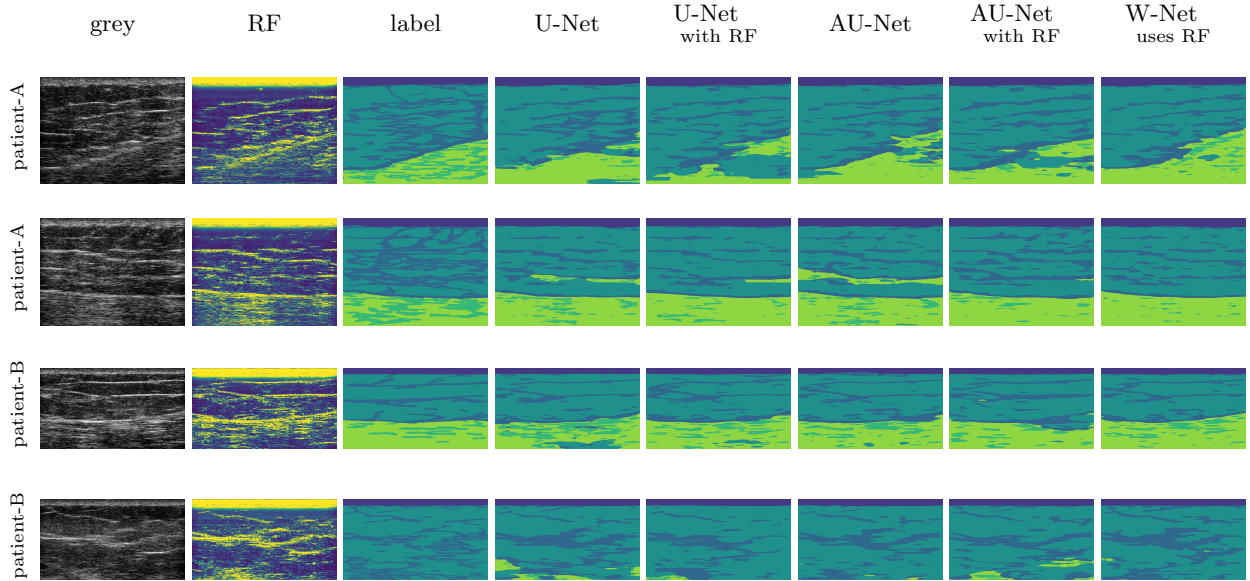 grey RF label U-Net U-Net AU-Net AU-Net W-Net
with RF with RF uses RF
patient-A
patient-A
patient-B
patient-B